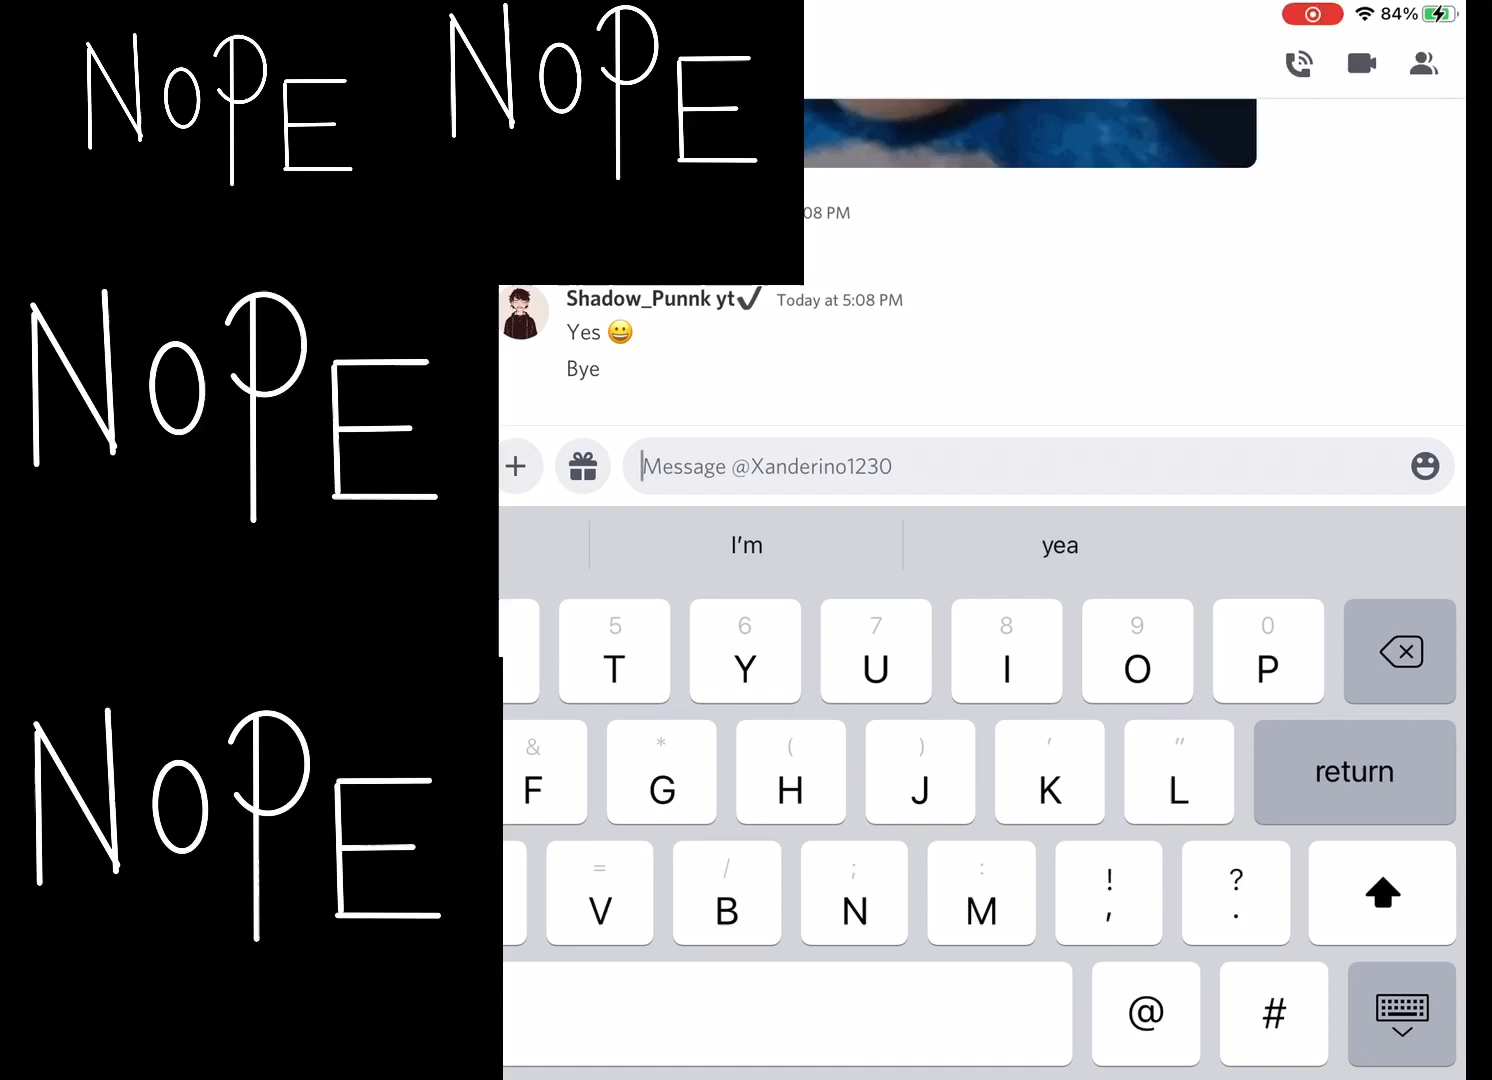 NOPE NOPE
84%
08 PM
NOPE
Shadow_Punnk yt✔ Today at 5:08 PM
Yes 😀
Bye
Message @Xanderino1230
I'm yea
5 6 7 8 9 0
T Y U I O P
NOPE
& * ( ) ' "
F G H J K L return
= / ; : ! ?
V B N M , .
@ #